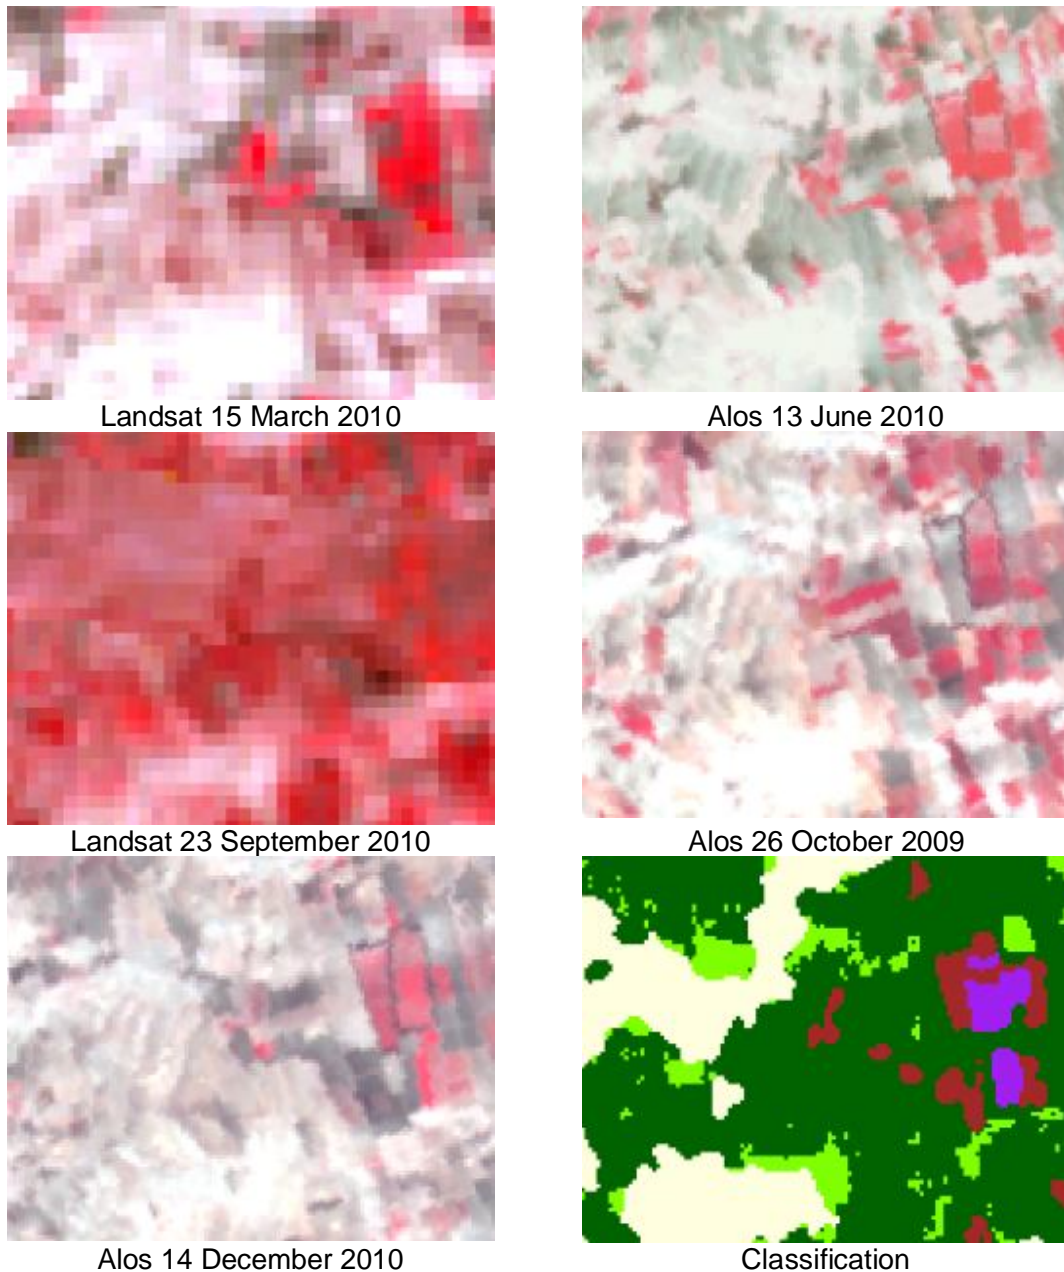 Landsat 15 March 2010
Alos 13 June 2010
Landsat 23 September 2010
Alos 26 October 2009
Alos 14 December 2010
Classification